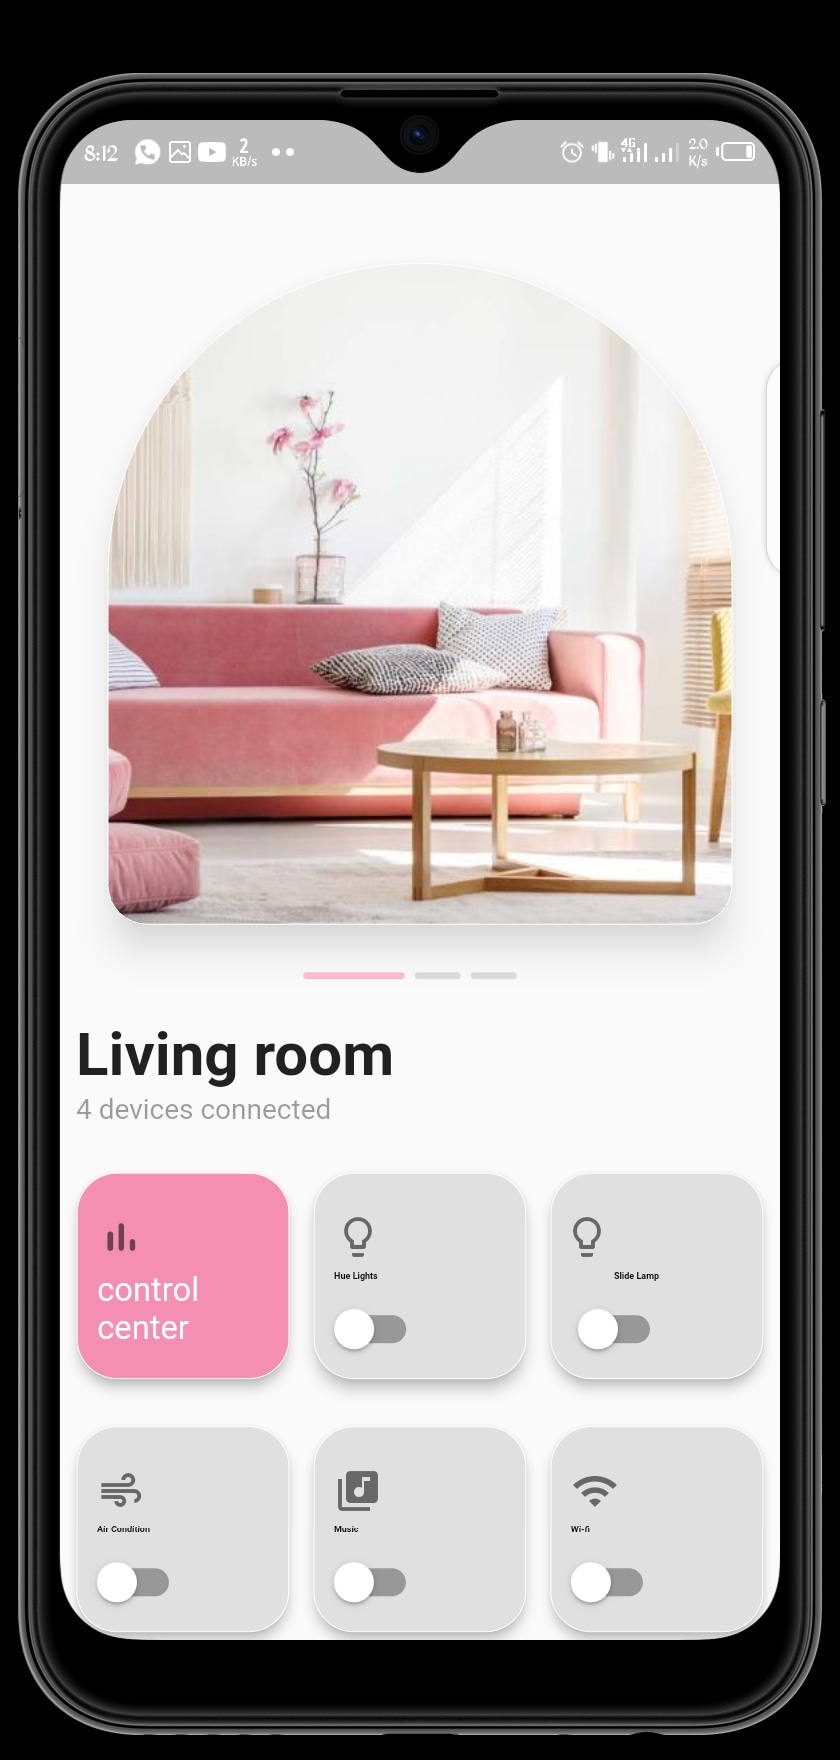 8:12 2 KB/s 4G 2.0 K/s
Living room
4 devices connected
control
center
Hue Lights
Slide Lamp
Air Condition
Music
Wi-fi